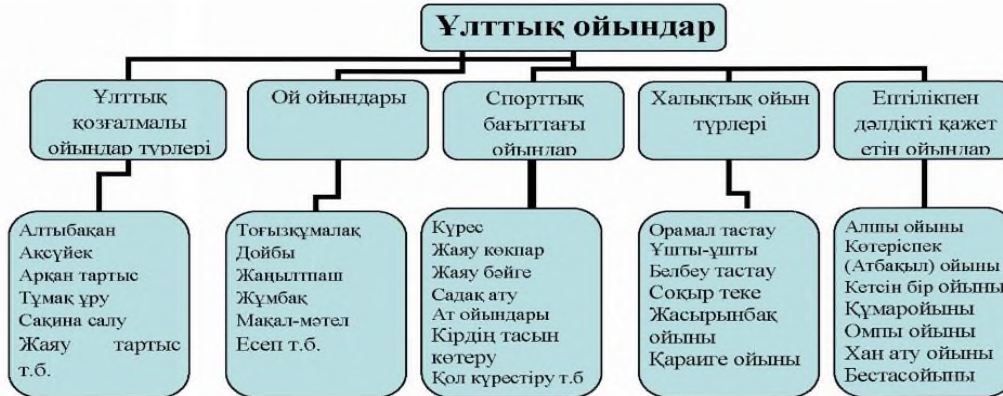 Ұлттық ойындар
Ұлттық
қозғалмалы
ойындар түрлері
Ой ойындары
Спорттық
бағыттағы
ойындар
Халықтық ойын
түрлері
Ептілікпен
дәлдікті қажет
етін ойындар
Алтыбақан
Ақсүйек
Арқан тартыс
Тұмақ ұру
Сақина салу
Жаяу тартыс
т.б.
Тоғызқұмалақ
Дойбы
Жаңылтпаш
Жұмбақ
Мақал-мәтел
Есеп т.б.
Күрес
Жаяу көкпар
Жаяу бәйге
Садақ ату
Ат ойындары
Кірдің тасын
көтеру
Қол күрестіру т.б
Орамал тастау
Ұшты-ұшты
Белбеу тастау
Соқыр теке
Жасырынбақ
ойыны
Қараиге ойыны
Алшы ойыны
Көтеріспек
(Атбақыл) ойыны
Кетсін бір ойыны
Құмаройыны
Омпы ойыны
Хан ату ойыны
Бестасойыны